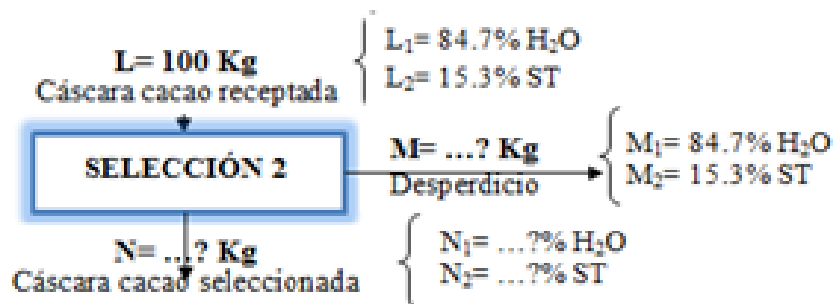 L= 100 Kg
Cáscara cacao receptada
L₁= 84.7% H₂O
L₂= 15.3% ST
SELECCIÓN 2
M= ...? Kg
Desperdicio
M₁= 84.7% H₂O
M₂= 15.3% ST
N= ...? Kg
Cáscara cacao seleccionada
N₁= ...?% H₂O
N₂= ...?% ST